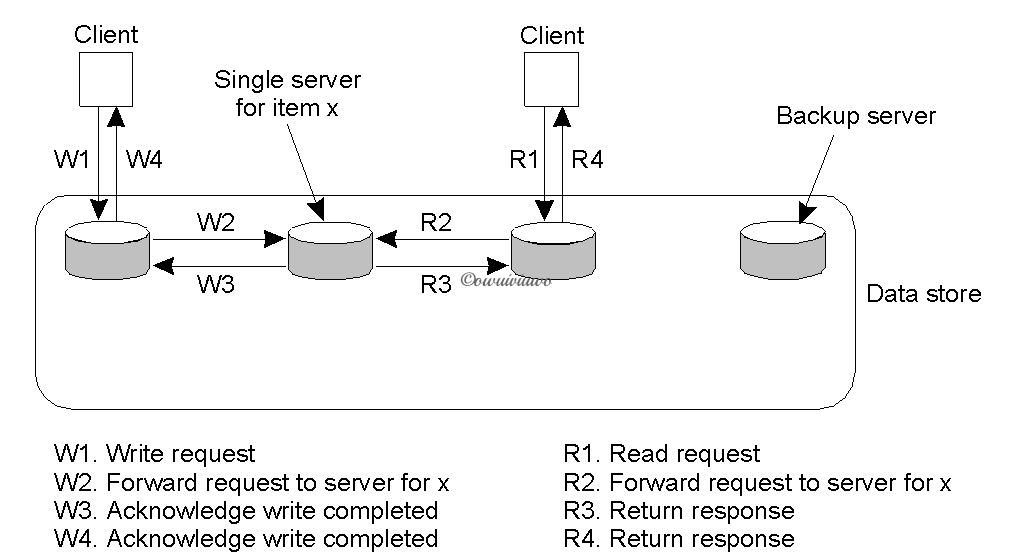 Client
Client
Single server
for item x
Backup server
W1
W4
R1
R4
W2
R2
W3
R3
Data store
W1. Write request
W2. Forward request to server for x
W3. Acknowledge write completed
W4. Acknowledge write completed
R1. Read request
R2. Forward request to server for x
R3. Return response
R4. Return response